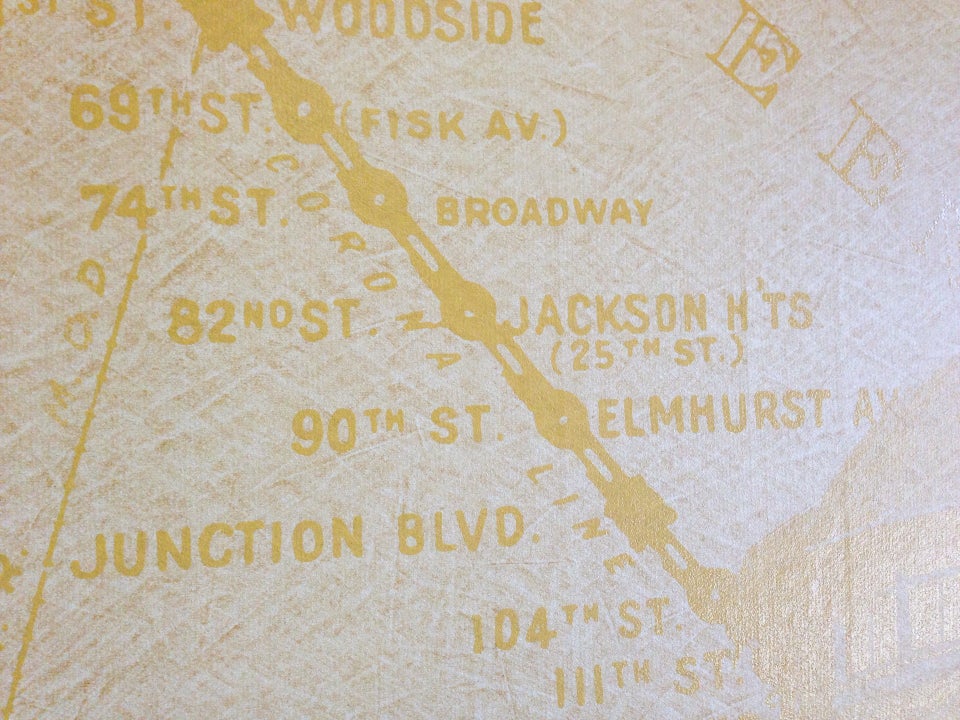 ST. WOODSIDE
E
69TH ST. (FISK AV.)
E
74TH ST. BROADWAY
82ND ST. JACKSON H'TS.
(25TH ST.)
90TH ST. ELMHURST AV
CORONA LINE
JUNCTION BLVD.
104TH ST.
111TH ST.